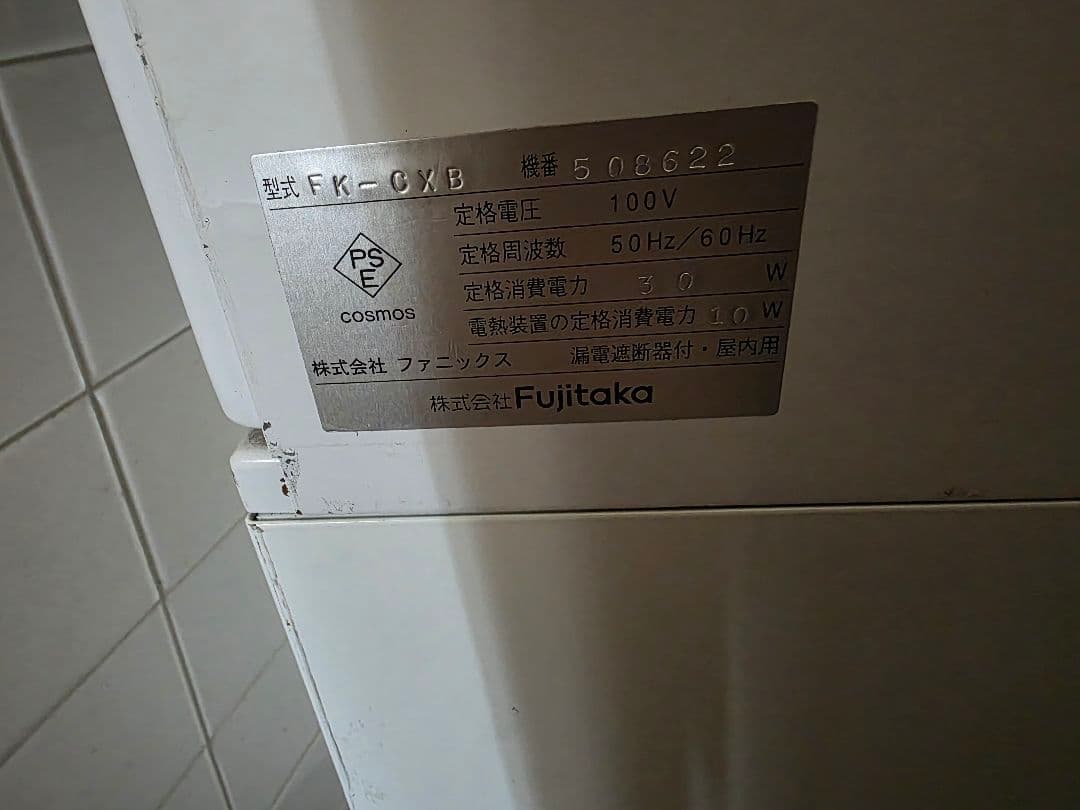 型式 FK-CXB 機番 508622
定格電圧 100V
定格周波数 50Hz/60Hz
定格消費電力 30 W
電熱装置の定格消費電力 10 W
PS
E
cosmos
株式会社 ファニックス 漏電遮断器付・屋内用
株式会社Fujitaka